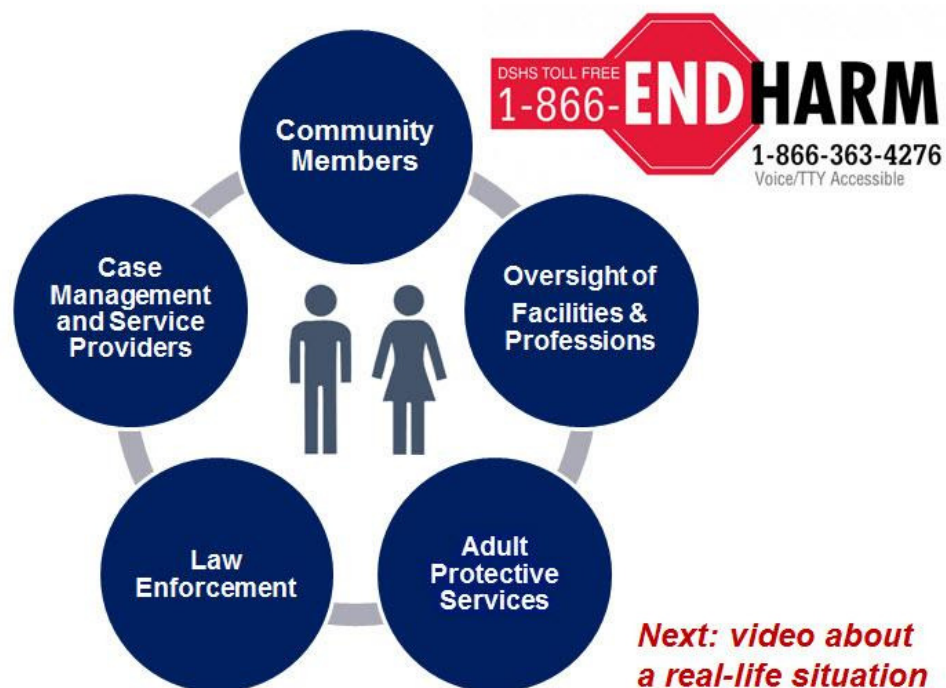 DSHS TOLL FREE
1-866-ENDHARM
1-866-363-4276
Voice/TTY Accessible
Community
Members
Oversight of
Facilities &
Professions
Adult
Protective
Services
Law
Enforcement
Case
Management
and Service
Providers
Next: video about
a real-life situation